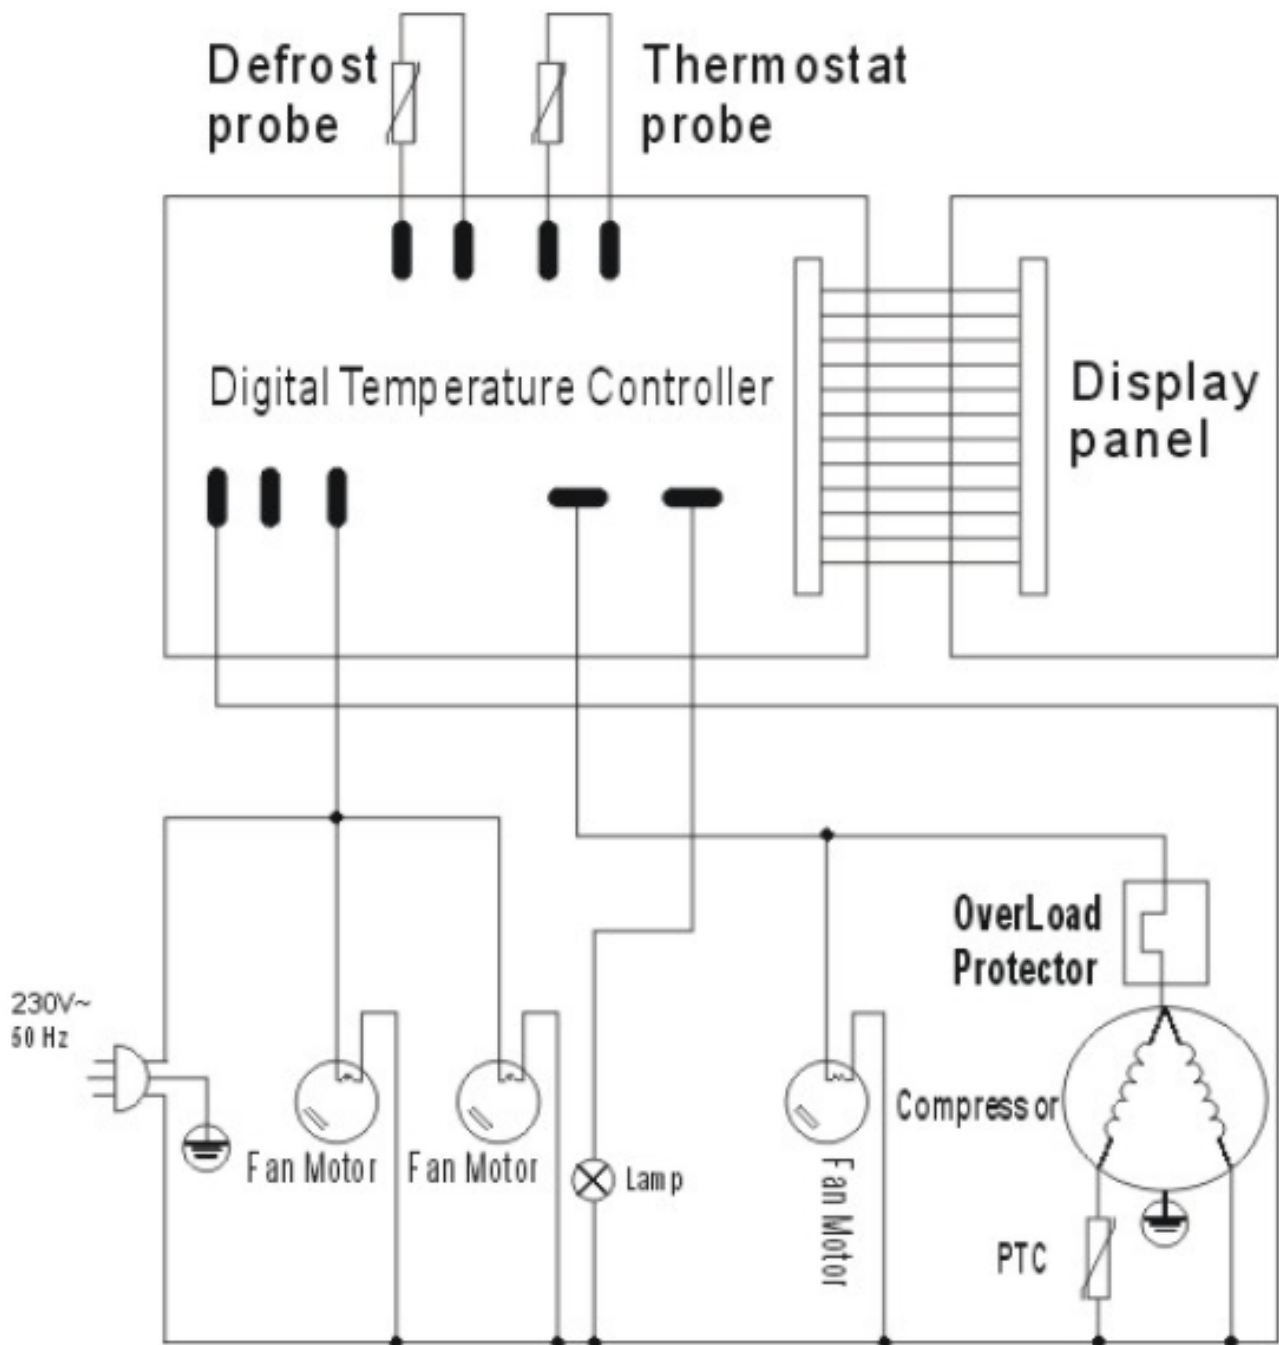 Defrost
probe
Thermostat
probe
Digital Temperature Controller
Display
panel
230V~
50 Hz
OverLoad
Protector
Compressor
Fan Motor
Fan Motor
Lamp
Fan Motor
PTC